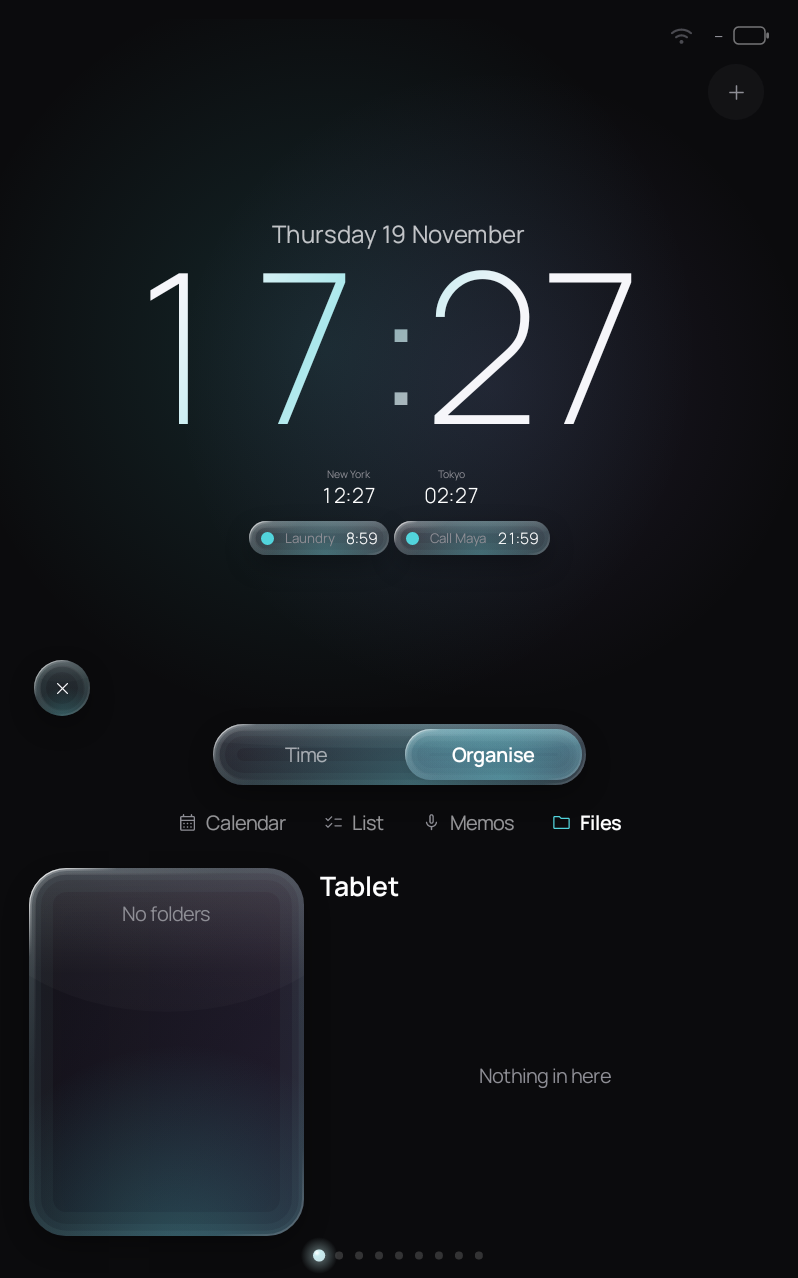 –
+
Thursday 19 November
17:27
New York Tokyo
12:27 02:27
Laundry 8:59 Call Maya 21:59
Time Organise
Calendar List Memos Files
Tablet
No folders
Nothing in here